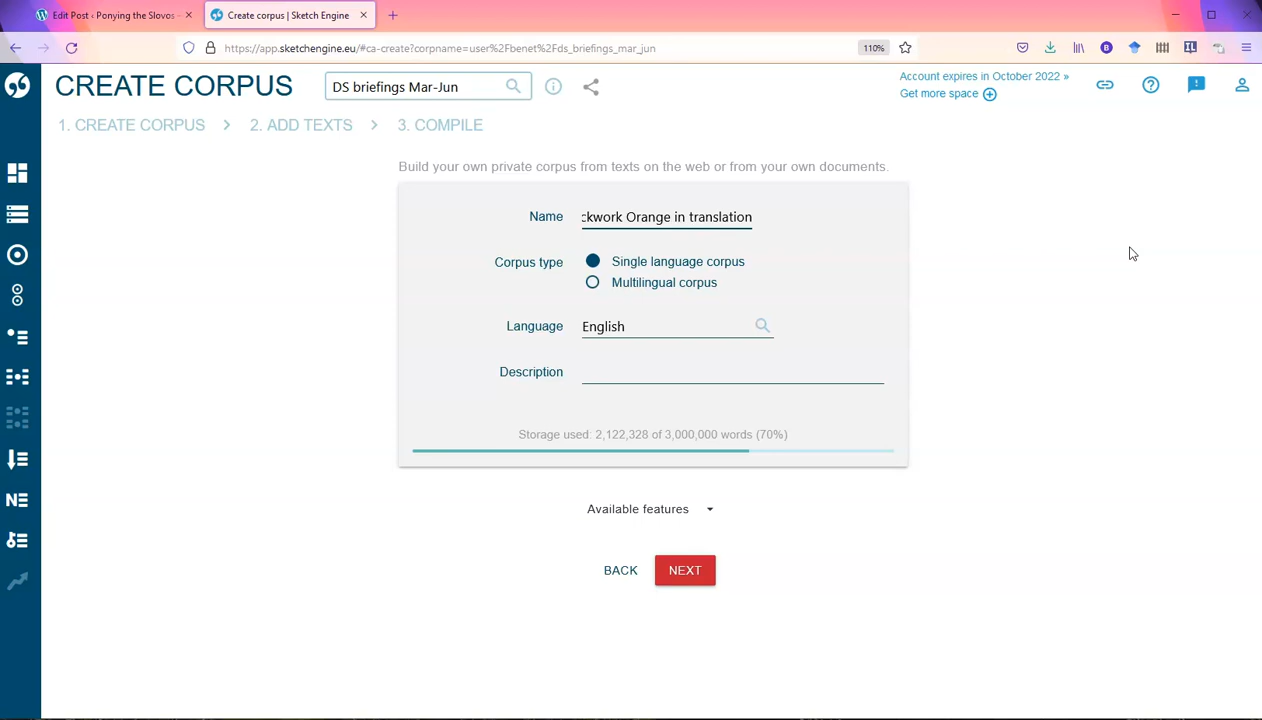 Edit Post ‹ Ponying the Slovos —
Create corpus | Sketch Engine
https://app.sketchengine.eu/#ca-create?corpname=user%2Fbenet%2Fds_briefings_mar_jun
110%
CREATE CORPUS
DS briefings Mar-Jun
Account expires in October 2022 »
Get more space
1. CREATE CORPUS > 2. ADD TEXTS > 3. COMPILE
Build your own private corpus from texts on the web or from your own documents.
Name ckwork Orange in translation
Corpus type Single language corpus
Multilingual corpus
Language English
Description
Storage used: 2,122,328 of 3,000,000 words (70%)
Available features
BACK NEXT